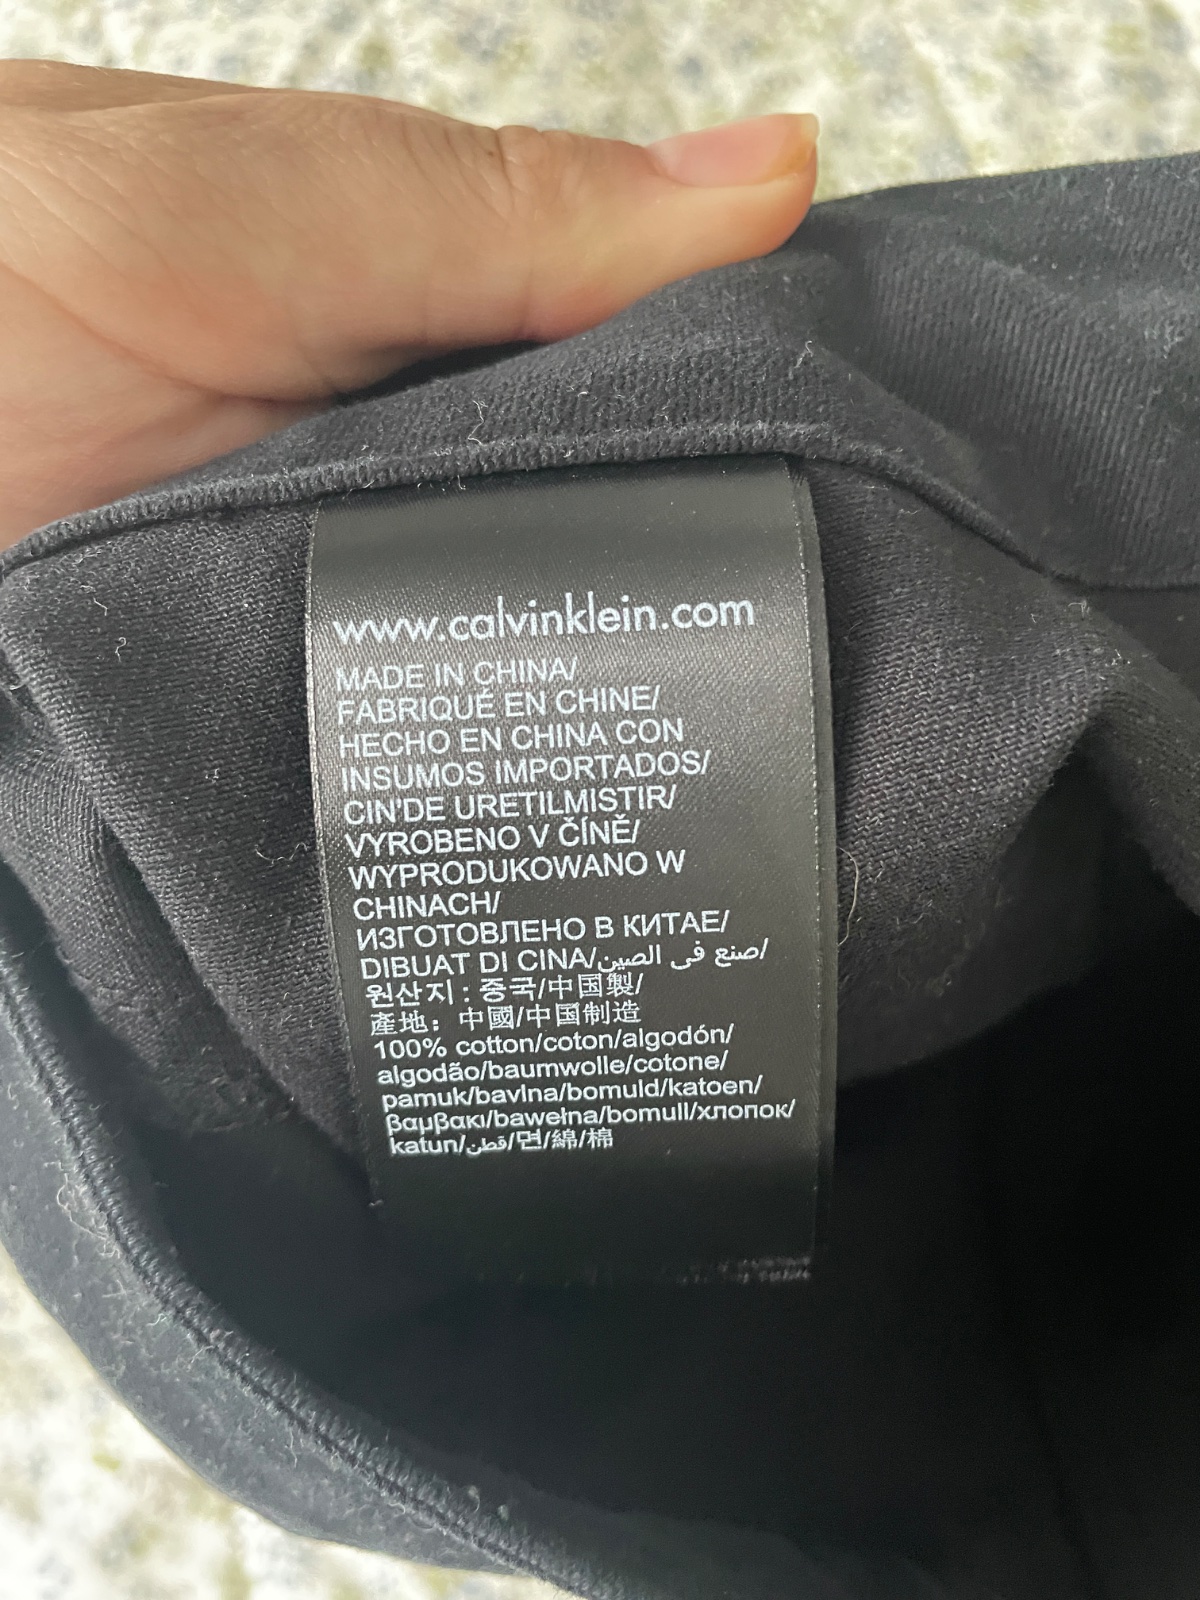 www.calvinklein.com
MADE IN CHINA/
FABRIQUÉ EN CHINE/
HECHO EN CHINA CON
INSUMOS IMPORTADOS/
CIN'DE URETILMISTIR/
VYROBENO V ČÍNĚ/
WYPRODUKOWANO W
CHINACH/
ИЗГОТОВЛЕНО В КИТАЕ/
DIBUAT DI CINA/صنع فى الصين/
원산지 : 중국/中国製/
產地：中國/中国制造
100% cotton/coton/algodón/
algodão/baumwolle/cotone/
pamuk/bavlna/bomuld/katoen/
βαμβακι/bawełna/bomull/хлопок/
katun/قطن/면/綿/棉